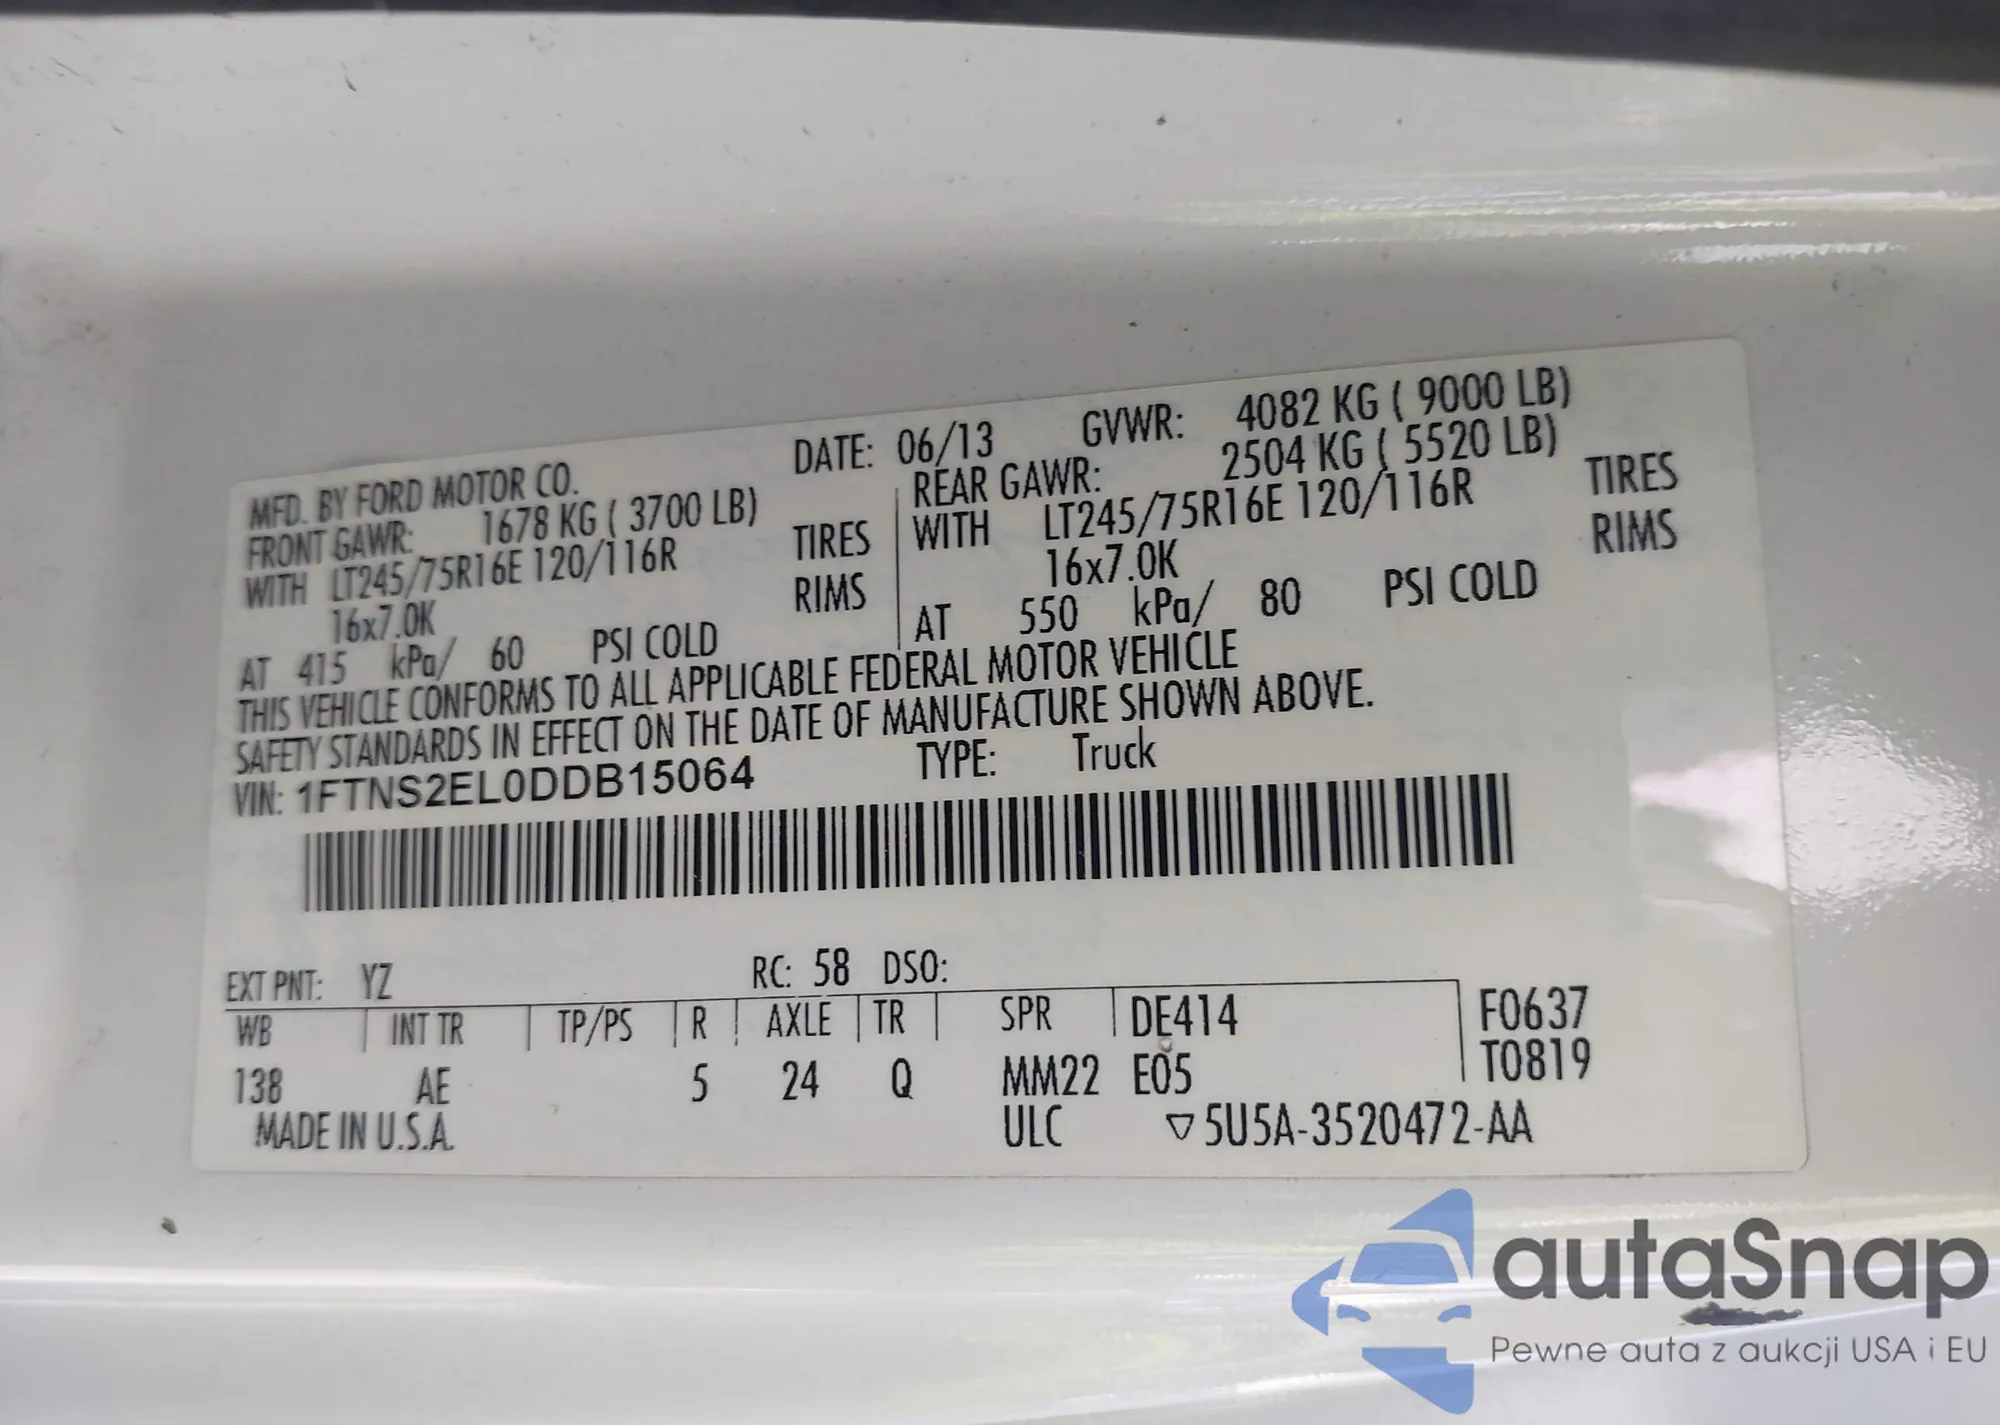 MFD. BY FORD MOTOR CO. DATE: 06/13 GVWR: 4082 KG ( 9000 LB)
FRONT GAWR: 1678 KG ( 3700 LB) REAR GAWR: 2504 KG ( 5520 LB)
WITH LT245/75R16E 120/116R TIRES WITH LT245/75R16E 120/116R TIRES
16x7.0K RIMS 16x7.0K RIMS
AT 415 kPa/ 60 PSI COLD AT 550 kPa/ 80 PSI COLD
THIS VEHICLE CONFORMS TO ALL APPLICABLE FEDERAL MOTOR VEHICLE
SAFETY STANDARDS IN EFFECT ON THE DATE OF MANUFACTURE SHOWN ABOVE.
VIN: 1FTNS2EL0DDB15064 TYPE: Truck
EXT PNT: YZ RC: 58 DSO:
WB INT TR TP/PS R AXLE TR SPR DE414 F0637
138 AE 5 24 Q MM22 E05 T0819
MADE IN U.S.A. ULC ▽5U5A-3520472-AA
autaSnap
Pewne auta z aukcji USA i EU